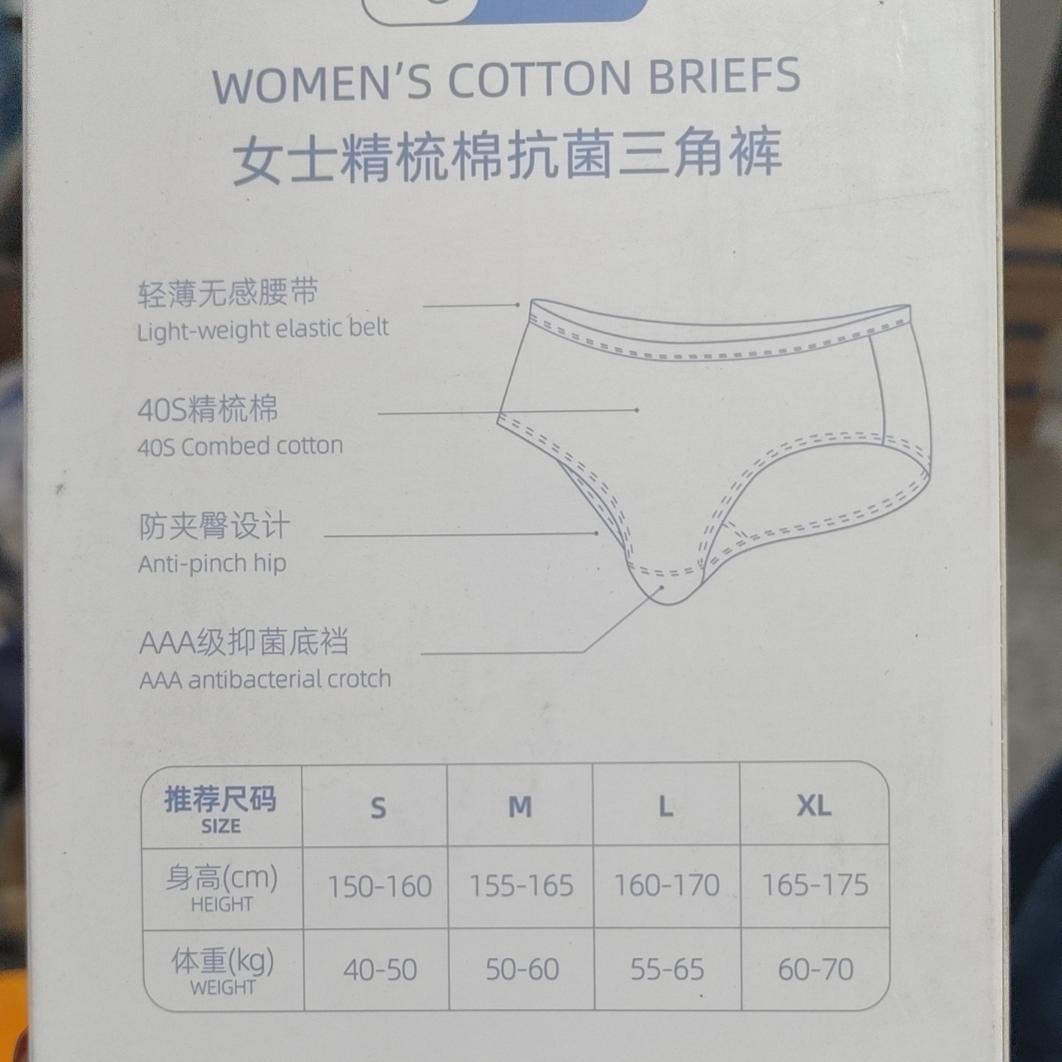 WOMEN’S COTTON BRIEFS
女士精梳棉抗菌三角裤
轻薄无感腰带
Light-weight elastic belt
40S精梳棉
40S Combed cotton
防夹臀设计
Anti-pinch hip
AAA级抑菌底裆
AAA antibacterial crotch
推荐尺码 S M L XL
SIZE
身高(cm) 150-160 155-165 160-170 165-175
HEIGHT
体重(kg) 40-50 50-60 55-65 60-70
WEIGHT